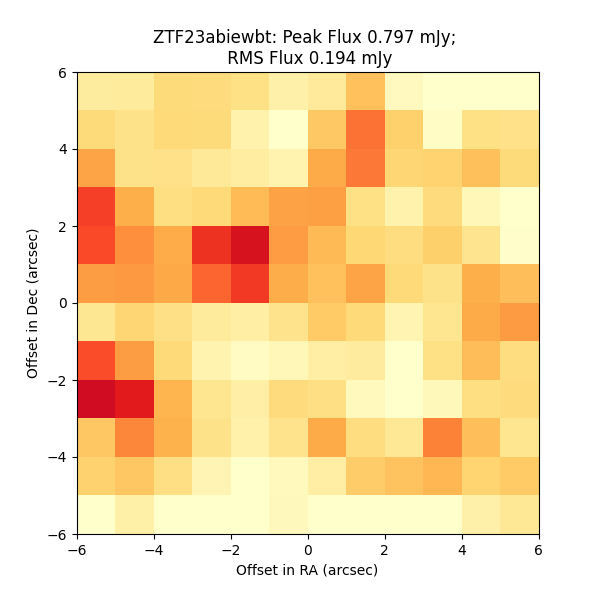 ZTF23abiewbt: Peak Flux 0.797 mJy;
RMS Flux 0.194 mJy
6
4
2
0
−2
−4
−6
Offset in Dec (arcsec)
−6 −4 −2 0 2 4 6
Offset in RA (arcsec)